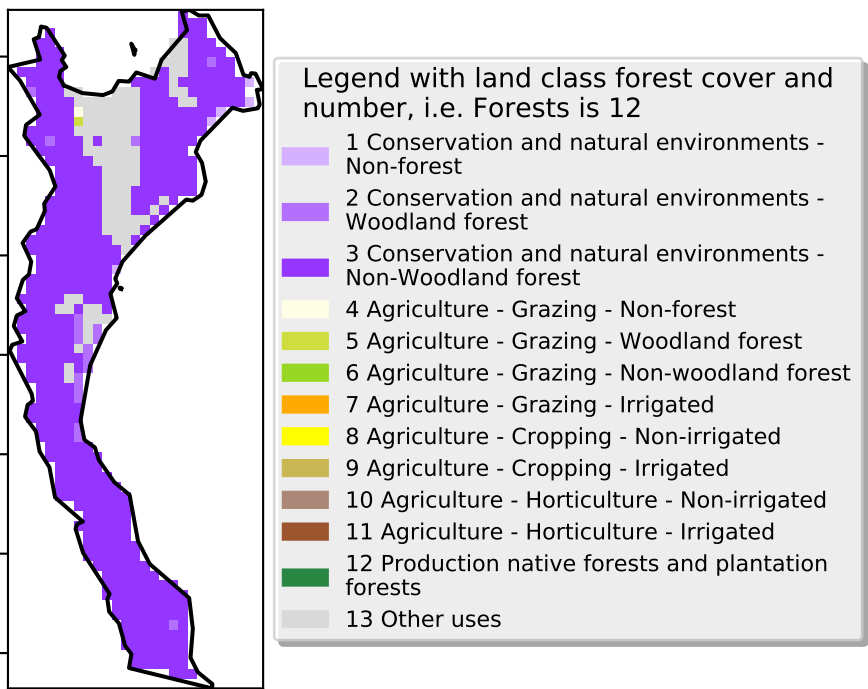 Legend with land class forest cover and
number, i.e. Forests is 12
1 Conservation and natural environments -
Non-forest
2 Conservation and natural environments -
Woodland forest
3 Conservation and natural environments -
Non-Woodland forest
4 Agriculture - Grazing - Non-forest
5 Agriculture - Grazing - Woodland forest
6 Agriculture - Grazing - Non-woodland forest
7 Agriculture - Grazing - Irrigated
8 Agriculture - Cropping - Non-irrigated
9 Agriculture - Cropping - Irrigated
10 Agriculture - Horticulture - Non-irrigated
11 Agriculture - Horticulture - Irrigated
12 Production native forests and plantation
forests
13 Other uses